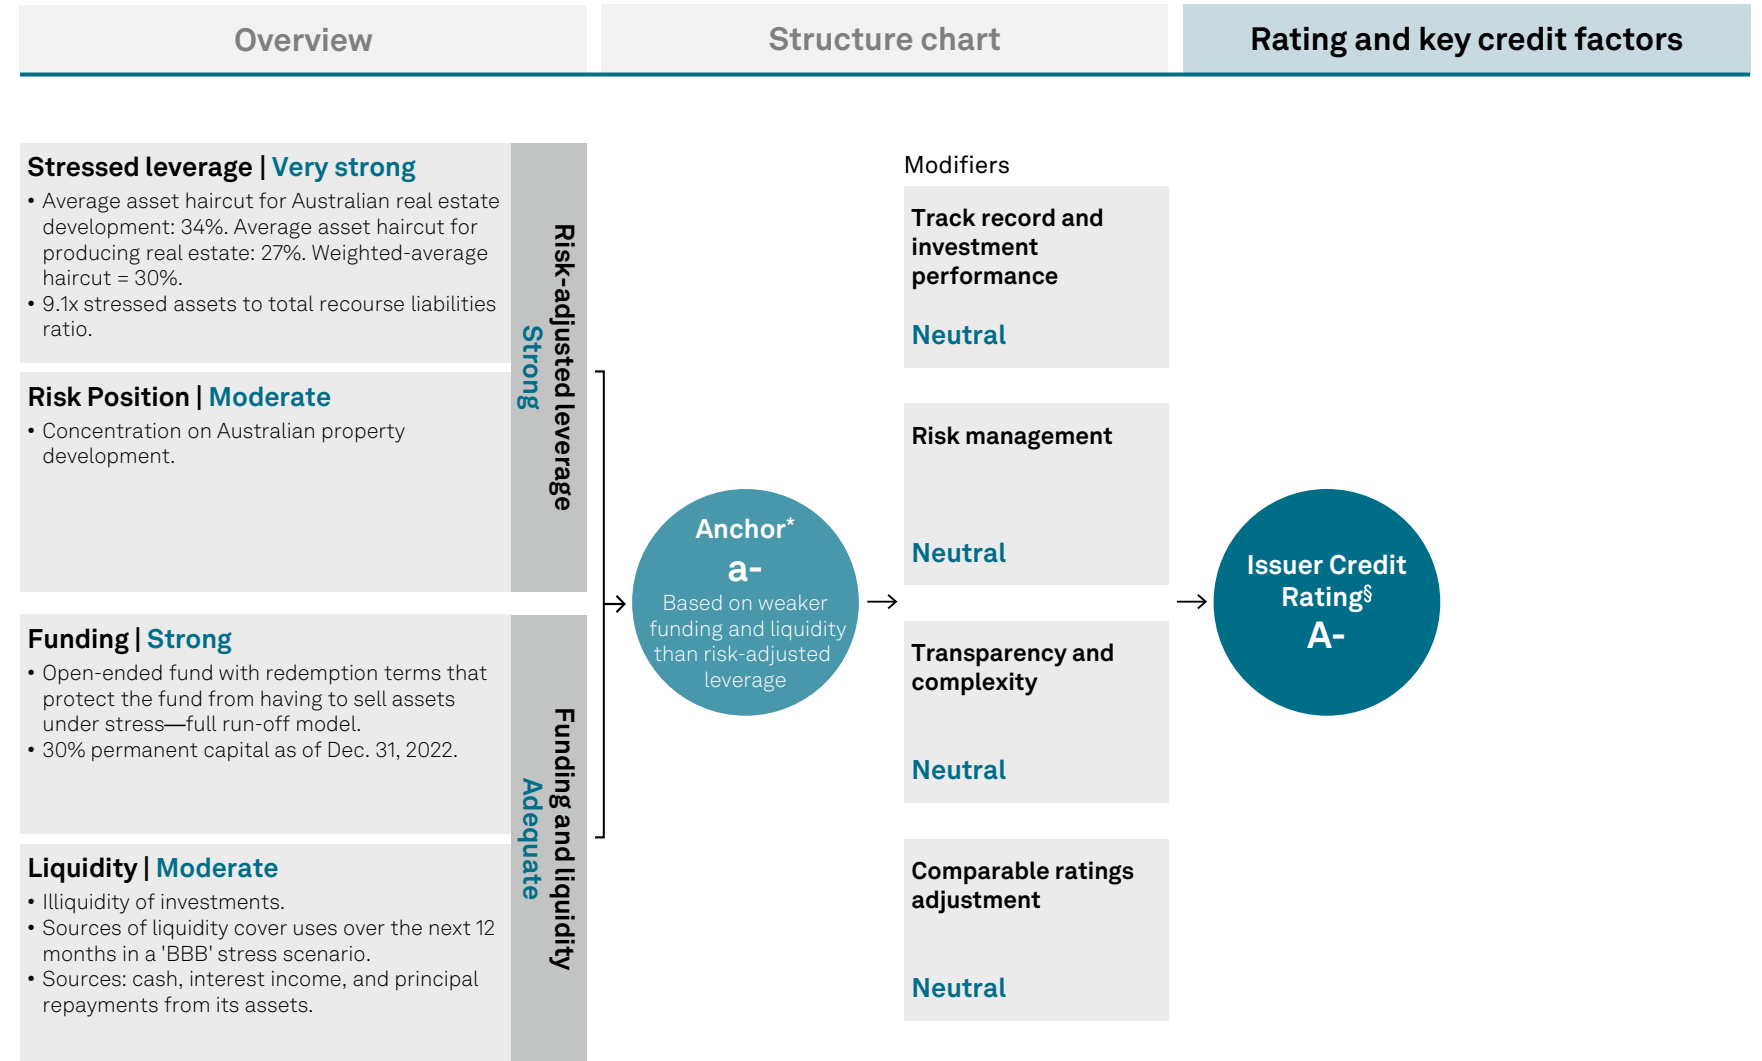 Overview
Structure chart
Rating and key credit factors
Stressed leverage | Very strong
• Average asset haircut for Australian real estate
development: 34%. Average asset haircut for
producing real estate: 27%. Weighted-average
haircut = 30%.
• 9.1x stressed assets to total recourse liabilities
ratio.
Risk Position | Moderate
• Concentration on Australian property
development.
Risk-adjusted leverage
Strong
Funding | Strong
• Open-ended fund with redemption terms that
protect the fund from having to sell assets
under stress—full run-off model.
• 30% permanent capital as of Dec. 31, 2022.
Liquidity | Moderate
• Illiquidity of investments.
• Sources of liquidity cover uses over the next 12
months in a 'BBB' stress scenario.
• Sources: cash, interest income, and principal
repayments from its assets.
Funding and liquidity
Adequate
Anchor*
a-
Based on weaker
funding and liquidity
than risk-adjusted
leverage
Modifiers
Track record and
investment
performance
Neutral
Risk management
Neutral
Transparency and
complexity
Neutral
Comparable ratings
adjustment
Neutral
Issuer Credit
Rating§
A-